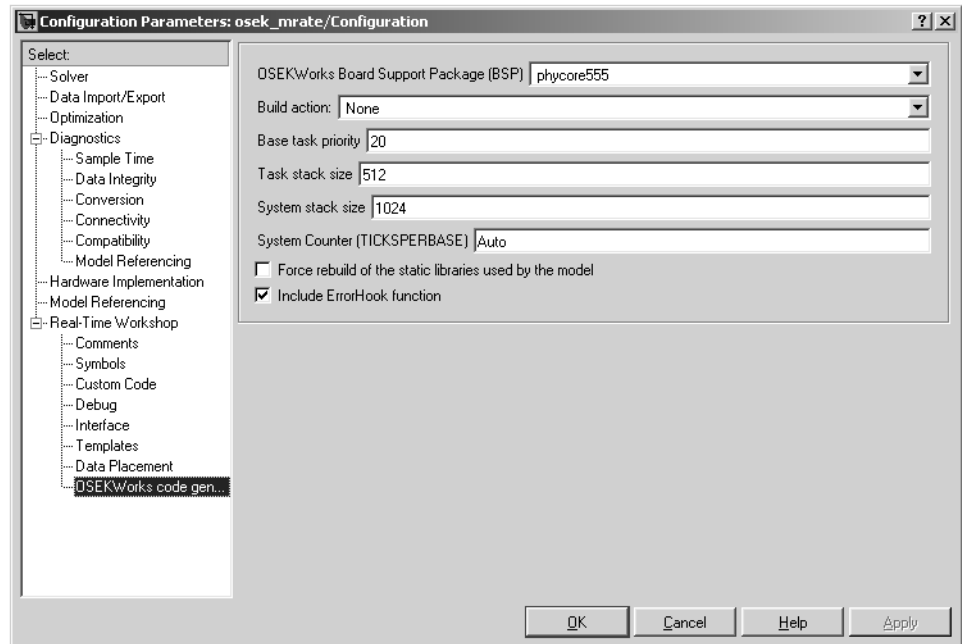 Configuration Parameters: osek_mrate/Configuration
Select:
Solver
Data Import/Export
Optimization
Diagnostics
Sample Time
Data Integrity
Conversion
Connectivity
Compatibility
Model Referencing
Hardware Implementation
Model Referencing
Real-Time Workshop
Comments
Symbols
Custom Code
Debug
Interface
Templates
Data Placement
OSEKWorks code gen...
OSEKWorks Board Support Package (BSP) phycore555
Build action: None
Base task priority 20
Task stack size 512
System stack size 1024
System Counter (TICKSPERBASE) Auto
Force rebuild of the static libraries used by the model
Include ErrorHook function
OK Cancel Help Apply